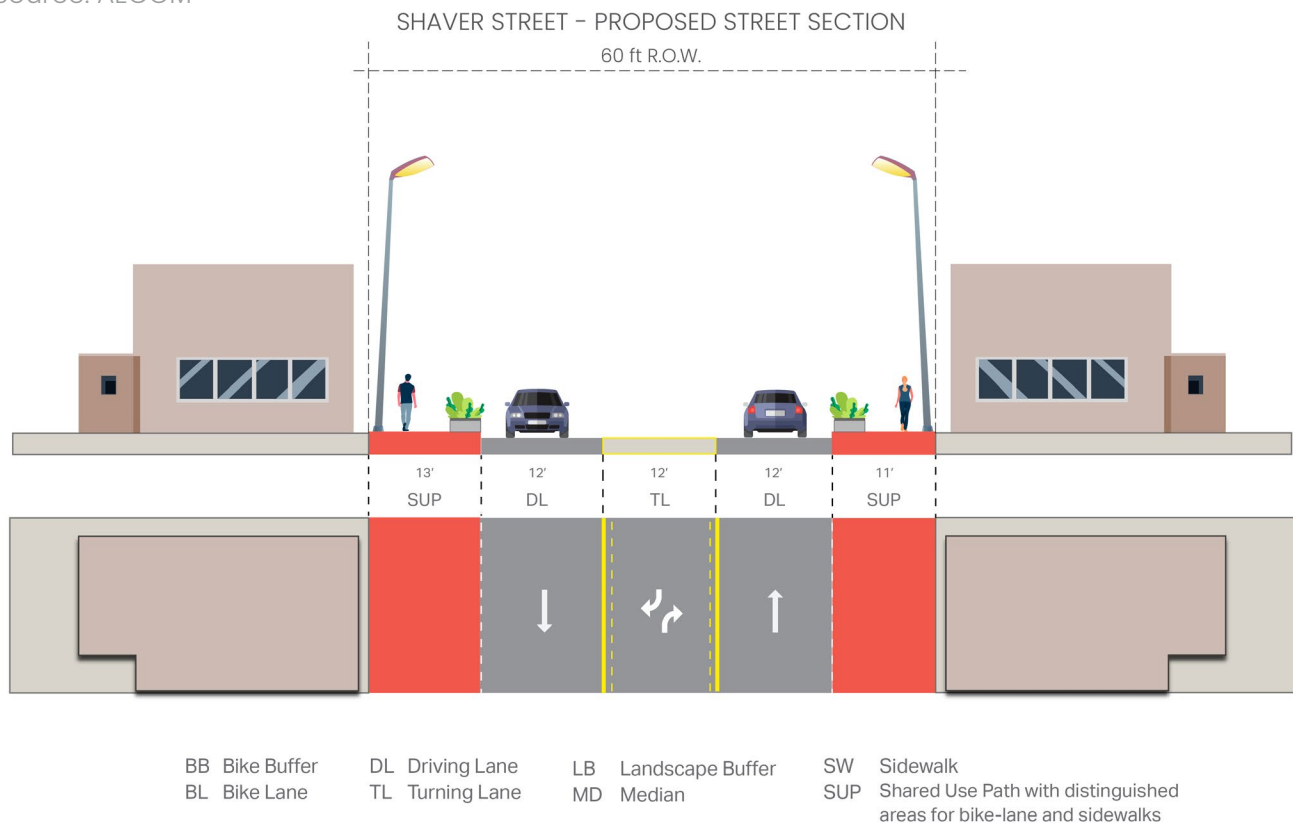 SHAVER STREET - PROPOSED STREET SECTION
60 ft R.O.W.
13' 12' 12' 12' 11'
SUP DL TL DL SUP
BB Bike Buffer DL Driving Lane LB Landscape Buffer SW Sidewalk
BL Bike Lane TL Turning Lane MD Median SUP Shared Use Path with distinguished
areas for bike-lane and sidewalks